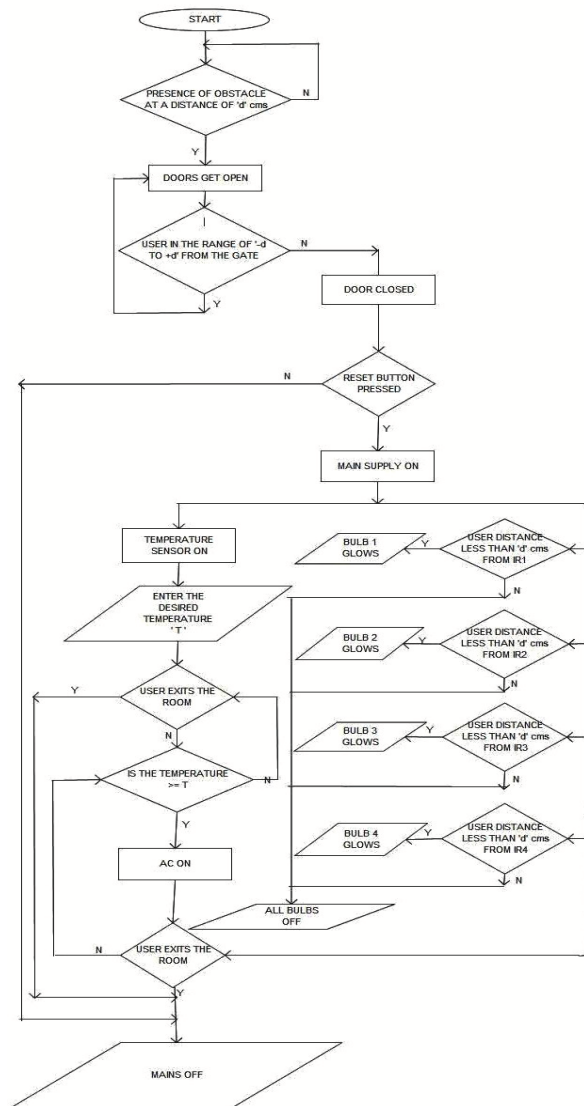 START
PRESENCE OF OBSTACLE
AT A DISTANCE OF 'd' cms
N
Y
DOORS GET OPEN
USER IN THE RANGE OF '-d
TO +d' FROM THE GATE
N
Y
DOOR CLOSED
RESET BUTTON
PRESSED
N
Y
MAIN SUPPLY ON
TEMPERATURE
SENSOR ON
ENTER THE
DESIRED
TEMPERATURE
' T '
USER EXITS THE
ROOM
Y
N
IS THE TEMPERATURE
>= T
N
Y
AC ON
USER EXITS THE
ROOM
N
Y
MAINS OFF
BULB 1
GLOWS
Y
USER DISTANCE
LESS THAN 'd' cms
FROM IR1
N
BULB 2
GLOWS
Y
USER DISTANCE
LESS THAN 'd' cms
FROM IR2
N
BULB 3
GLOWS
Y
USER DISTANCE
LESS THAN 'd' cms
FROM IR3
N
BULB 4
GLOWS
Y
USER DISTANCE
LESS THAN 'd' cms
FROM IR4
N
ALL BULBS
OFF